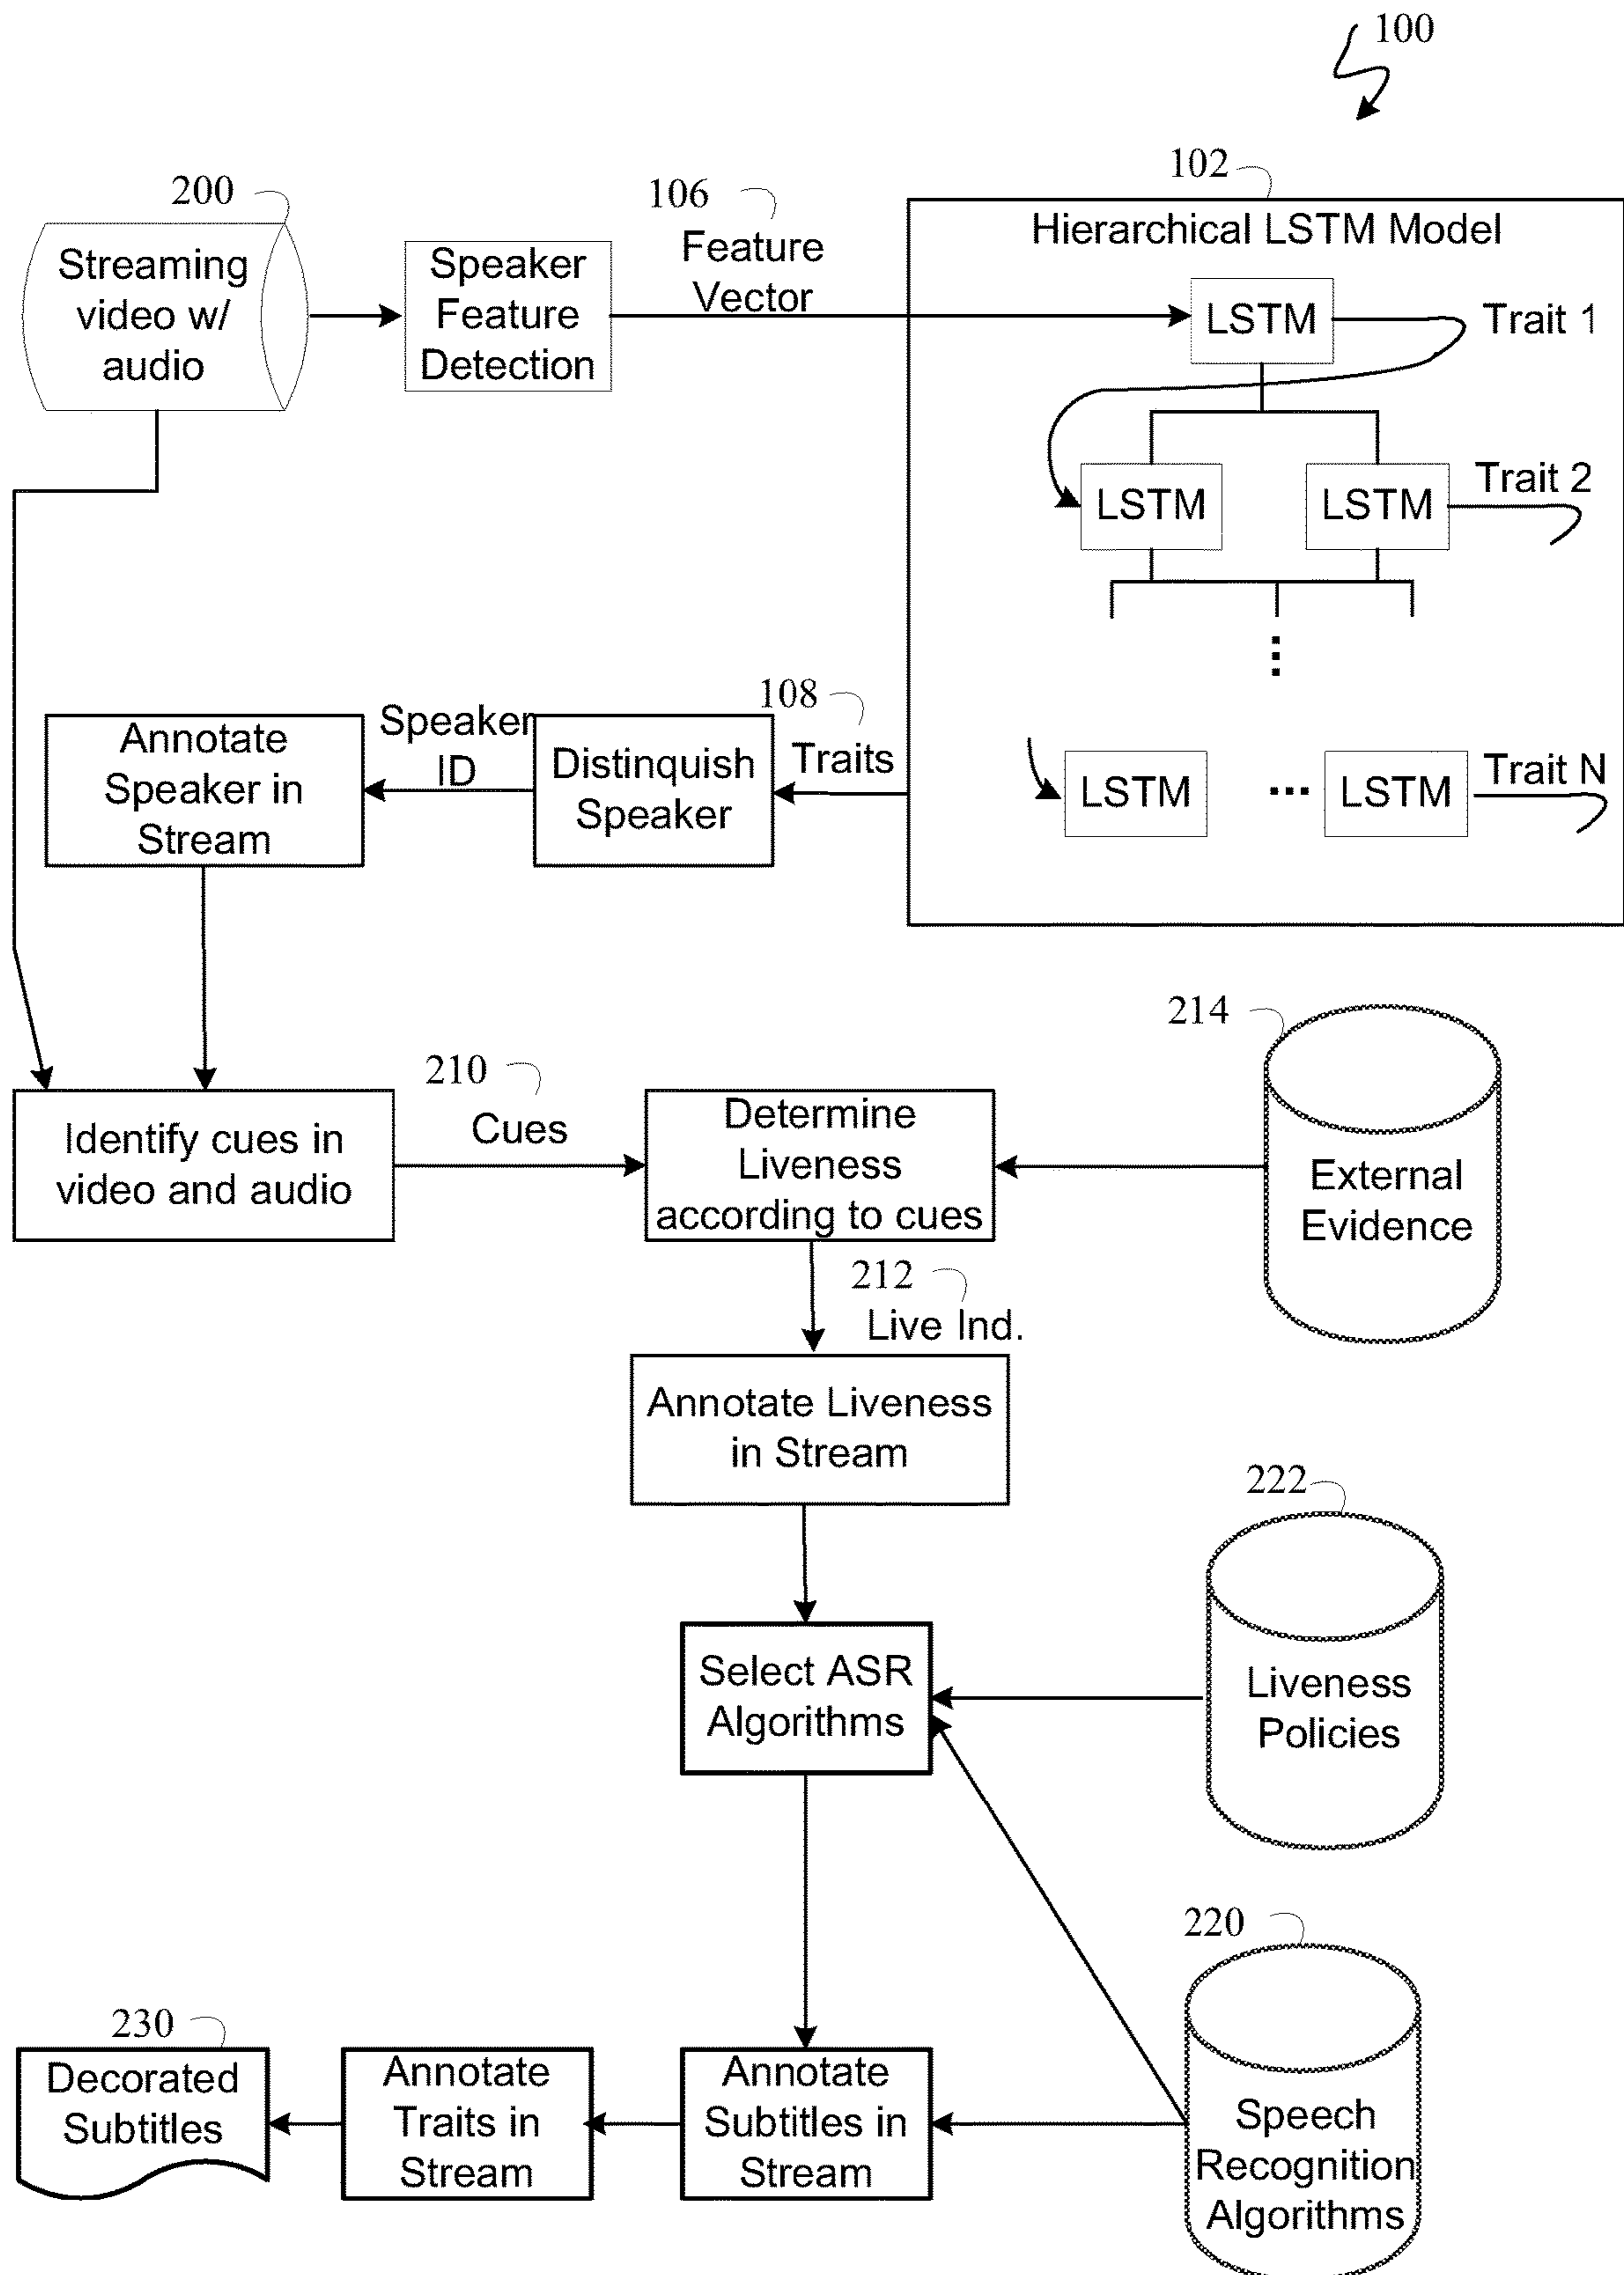 100
102
200
106
Hierarchical LSTM Model
Streaming
video w/
audio
Speaker
Feature
Detection
Feature
Vector
LSTM
Trait 1
LSTM
LSTM
Trait 2
108
Traits
Speaker
ID
Annotate
Speaker in
Stream
Distinquish
Speaker
LSTM
...
LSTM
Trait N
214
210
Cues
Identify cues in
video and audio
Determine
Liveness
according to cues
External
Evidence
212
Live Ind.
Annotate Liveness
in Stream
222
Select ASR
Algorithms
Liveness
Policies
220
230
Decorated
Subtitles
Annotate
Traits in
Stream
Annotate
Subtitles in
Stream
Speech
Recognition
Algorithms